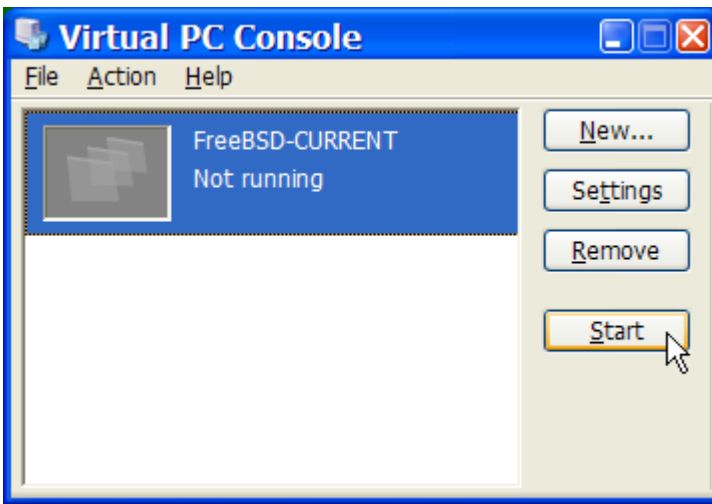 Virtual PC Console
File Action Help
FreeBSD-CURRENT
Not running
New...
Settings
Remove
Start